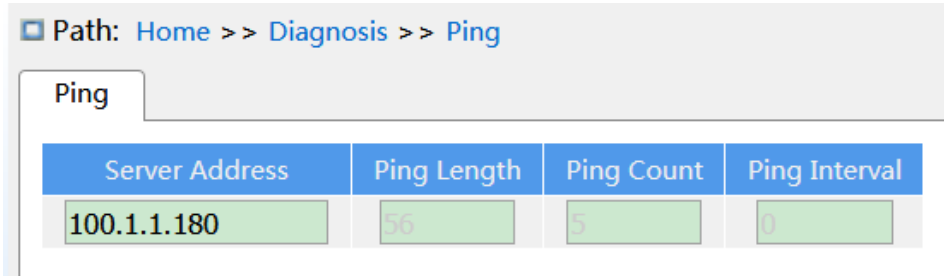 Path: Home >> Diagnosis >> Ping
Ping
Server Address Ping Length Ping Count Ping Interval
100.1.1.180 56 5 0